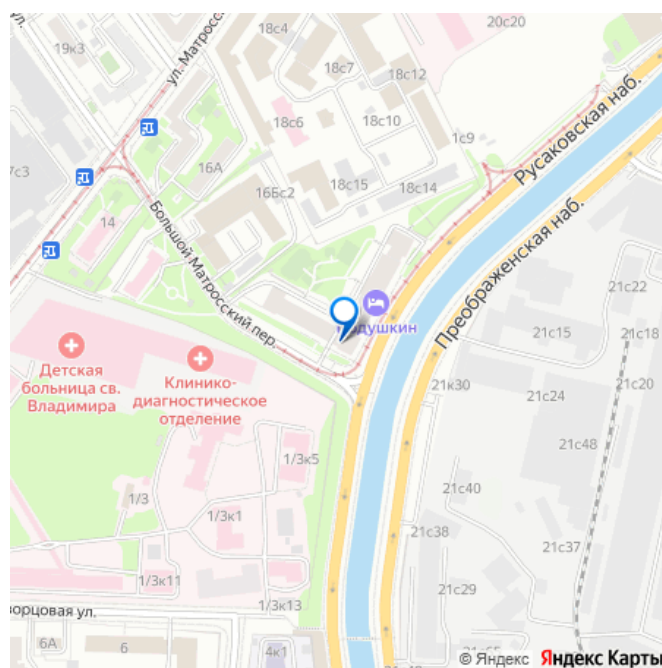 ул.
19к3
ул. Матросс
18с4
20с20
18с7
18с12
18с6
18с10
1с9
Русаковская наб.
7с3
16А
16Бс2
18с15
18с14
14
Большой Матросский пер.
Преображенская наб.
21с22
21с15
21с18
Детская
больница св.
Владимира
Клинико-
диагностическое
отделение
21к30
21с20
21с24
21с48
1/3к5
1/3
21с40
1/3к1
21с38
21с37
1/3к11
21с29
1/3к13
ворцовая ул.
6А
6
4к1
© Яндекс Яндекс Карты